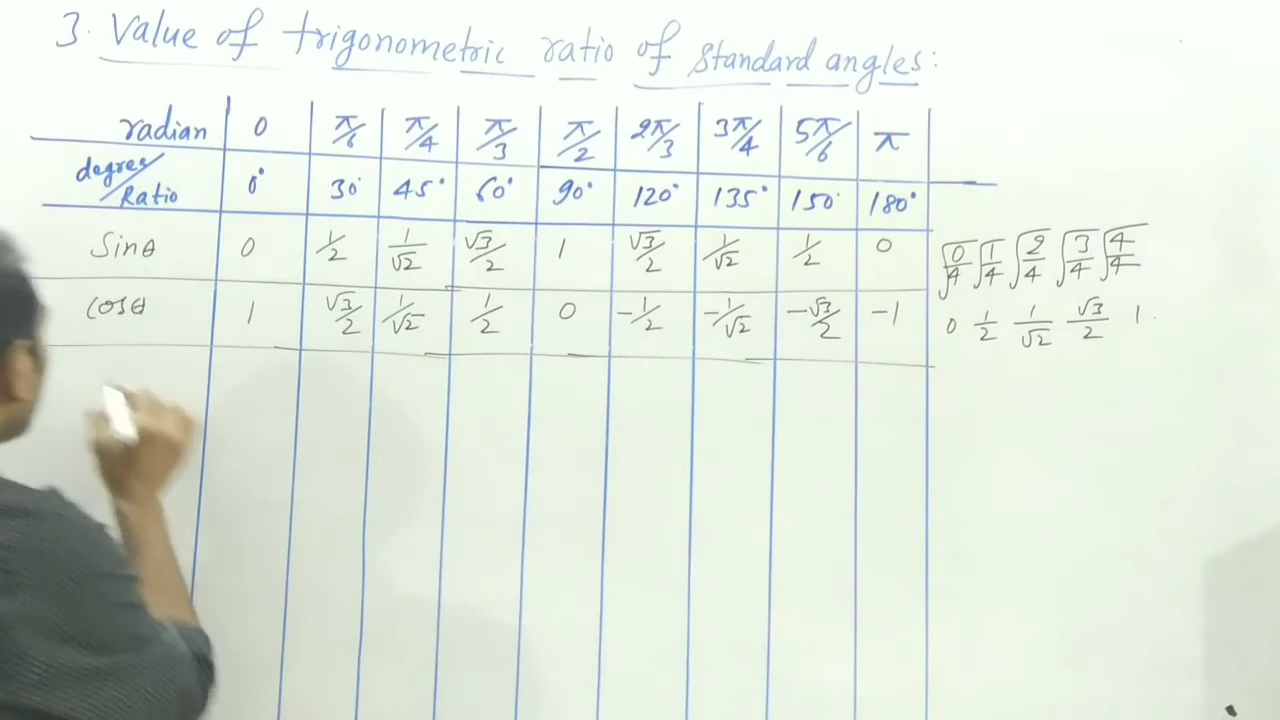 3. Value of trigonometric ratio of Standard angles:
radian 0 π/6 π/4 π/3 π/2 2π/3 3π/4 5π/6 π
degree/Ratio 0° 30° 45° 60° 90° 120° 135° 150° 180°
Sinθ 0 1/2 1/√2 √3/2 1 √3/2 1/√2 1/2 0 √0/4 √1/4 √2/4 √3/4 √4/4
cosθ 1 √3/2 1/√2 1/2 0 -1/2 -1/√2 -√3/2 -1 0 1/2 1/√2 √3/2 1.